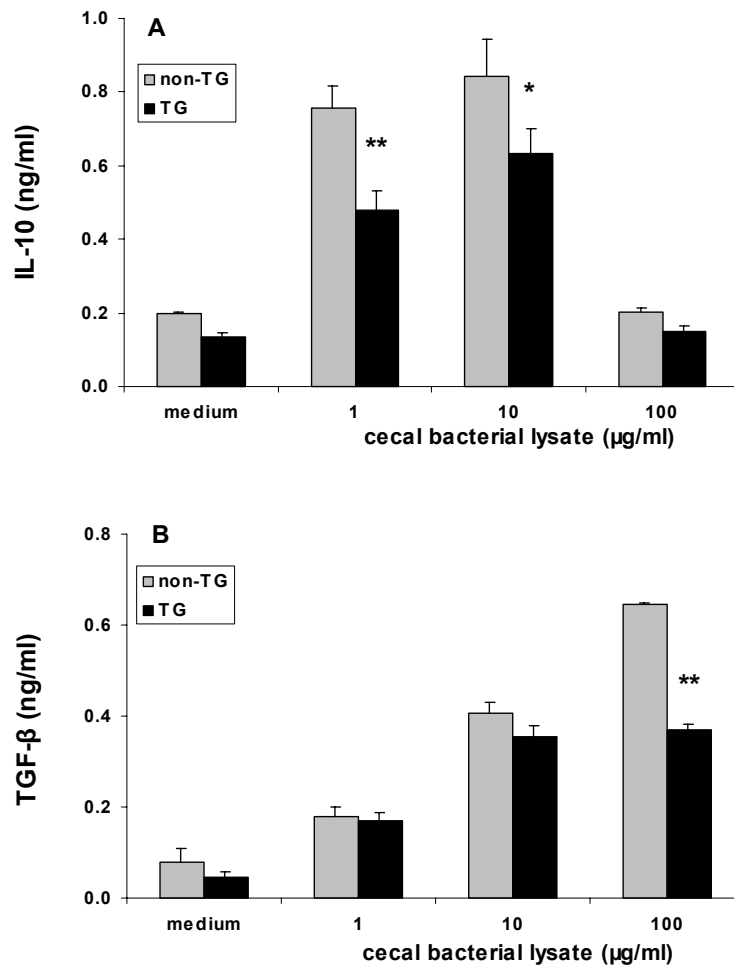 A
non-TG
TG
IL-10 (ng/ml)
1.0
0.8
0.6
0.4
0.2
0.0
**
*
medium 1 10 100
cecal bacterial lysate (µg/ml)
B
non-TG
TG
TGF-β (ng/ml)
0.8
0.6
0.4
0.2
0.0
**
medium 1 10 100
cecal bacterial lysate (µg/ml)